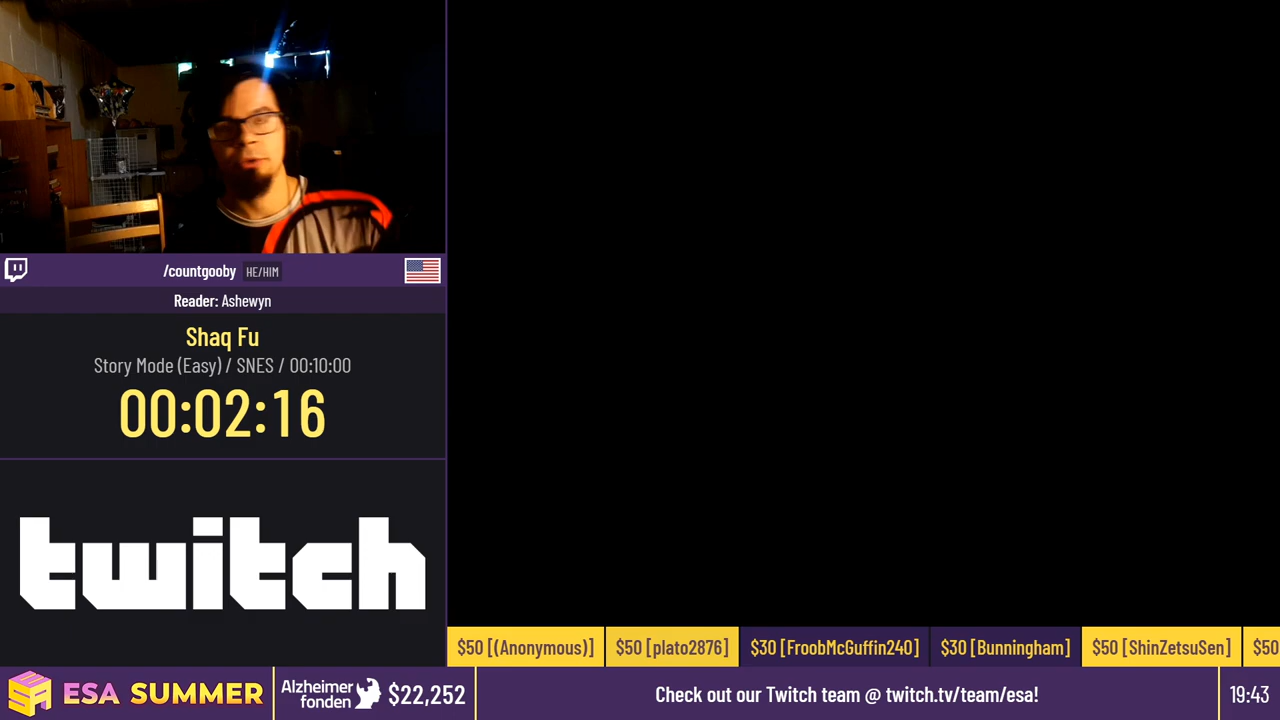 /countgooby HE/HIM
Reader: Ashewyn
Shaq Fu
Story Mode (Easy) / SNES / 00:10:00
00:02:16
twitch
$50 [(Anonymous)] $50 [plato2876] $30 [FroobMcGuffin240] $30 [Bunningham] $50 [ShinZetsuSen] $50
ESA SUMMER Alzheimerfonden $22,252 Check out our Twitch team @ twitch.tv/team/esa! 19:43